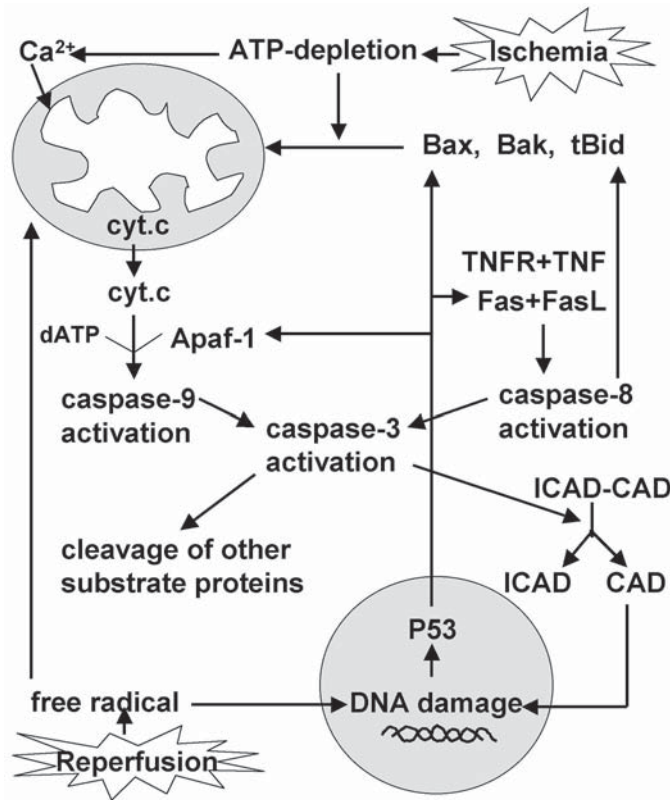 Ca²⁺
ATP-depletion
Ischemia
Bax, Bak, tBid
cyt.c
TNFR+TNF
cyt.c
Fas+FasL
dATP
Apaf-1
caspase-9
activation
caspase-8
activation
caspase-3
activation
ICAD-CAD
cleavage of other
substrate proteins
ICAD
CAD
P53
free radical
DNA damage
Reperfusion